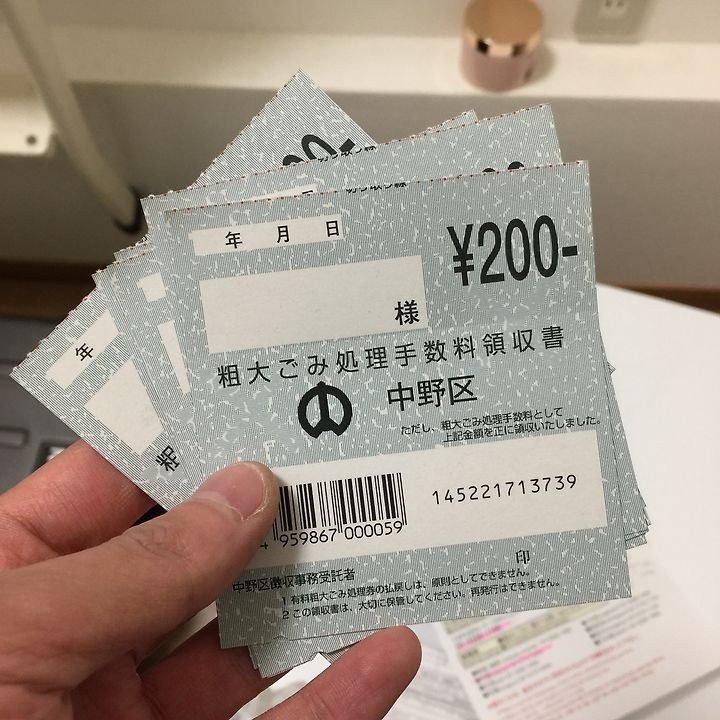 年 月 日
¥200-
様
粗大ごみ処理手数料領収書
中野区
ただし、粗大ごみ処理手数料として
上記金額を正に領収いたしました。
4 959867 000059
145221713739
印
中野区徴収事務受託者
1 有料粗大ごみ処理券の払戻しは、原則としてできません。
2 この領収書は、大切に保管してください。再発行はできません。
年
粗